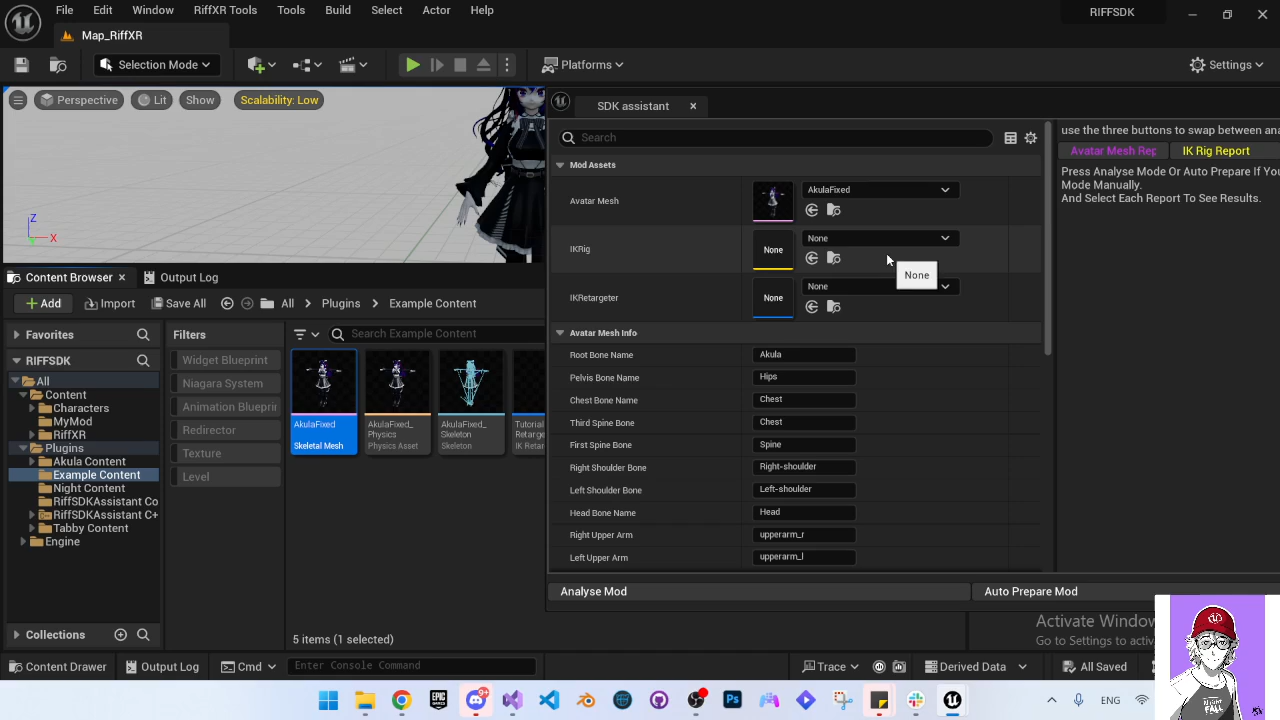 File Edit Window RiffXR Tools Tools Build Select Actor Help RIFFSDK
Map_RiffXR
Selection Mode Platforms Settings
Perspective Lit Show Scalability: Low
SDK assistant
Search
use the three buttons to swap between ana
Avatar Mesh Rep IK Rig Report
Press Analyse Mode Or Auto Prepare If You
Mode Manually.
And Select Each Report To See Results.
Mod Assets
Avatar Mesh
AkulaFixed
IKRig
None
None
None
IKRetargeter
None
None
Avatar Mesh Info
Root Bone Name Akula
Pelvis Bone Name Hips
Chest Bone Name Chest
Third Spine Bone Chest
First Spine Bone Spine
Right Shoulder Bone Right-shoulder
Left Shoulder Bone Left-shoulder
Head Bone Name Head
Right Upper Arm upperarm_r
Left Upper Arm upperarm_l
Analyse Mod Auto Prepare Mod
Z
X
Content Browser Output Log
Add Import Save All All Plugins Example Content
Favorites
RIFFSDK
All
Content
Characters
MyMod
RiffXR
Plugins
Akula Content
Example Content
Night Content
RiffSDKAssistant Co
RiffSDKAssistant C+
Tabby Content
Engine
Collections
Filters
Widget Blueprint
Niagara System
Animation Blueprir
Redirector
Texture
Level
Search Example Content
AkulaFixed
Skeletal Mesh
AkulaFixed_
Physics
Physics Asset
AkulaFixed_
Skeleton
Skeleton
Tutorial
Retarge
IK Retar
5 items (1 selected)
Activate Window
Go to Settings to activ
Content Drawer Output Log Cmd Enter Console Command Trace Derived Data All Saved
EPIC
GAMES
9+
Ps
ENG
Night
FALL